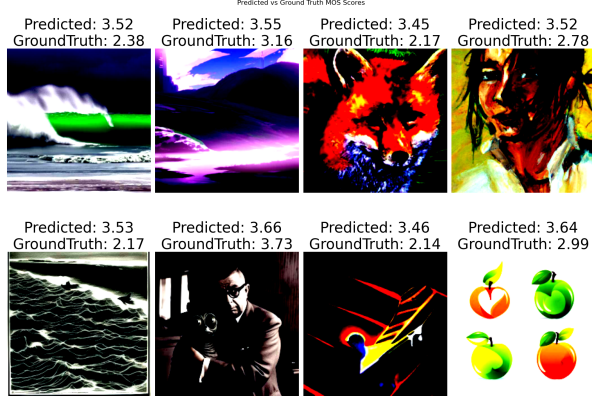 Predicted vs Ground Truth MOS Scores
Predicted: 3.52
GroundTruth: 2.38
Predicted: 3.55
GroundTruth: 3.16
Predicted: 3.45
GroundTruth: 2.17
Predicted: 3.52
GroundTruth: 2.78
Predicted: 3.53
GroundTruth: 2.17
Predicted: 3.66
GroundTruth: 3.73
Predicted: 3.46
GroundTruth: 2.14
Predicted: 3.64
GroundTruth: 2.99